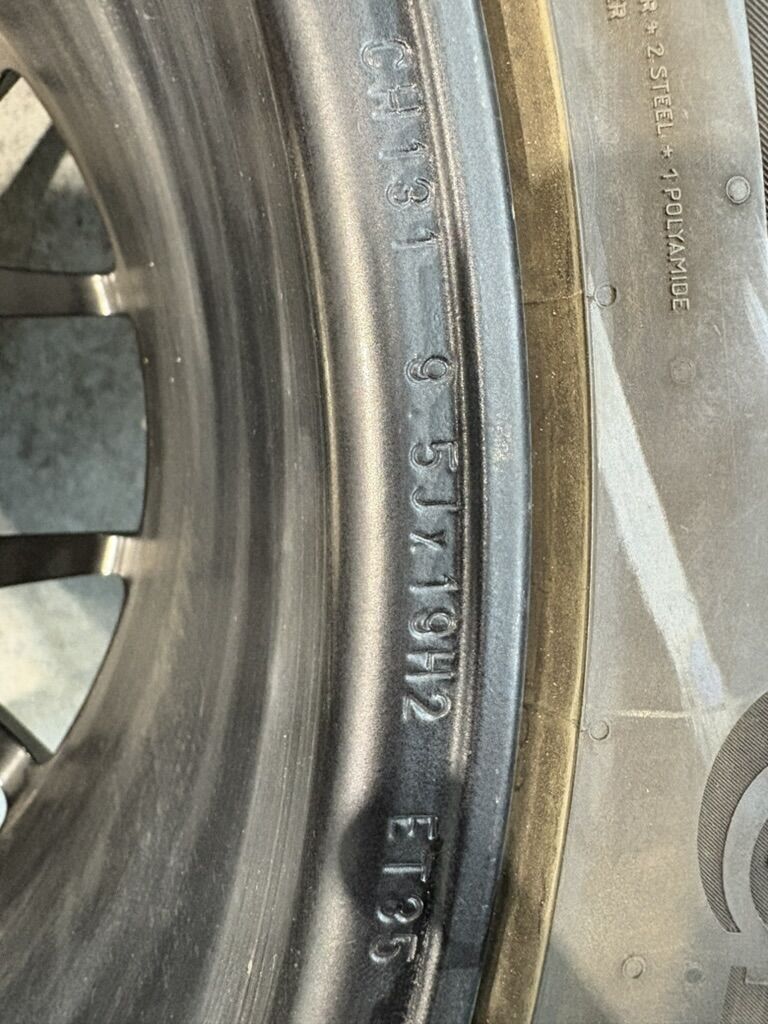 CH131 9.5Jx19H2 ET35
R + 2 STEEL + 1 POLYAMIDE